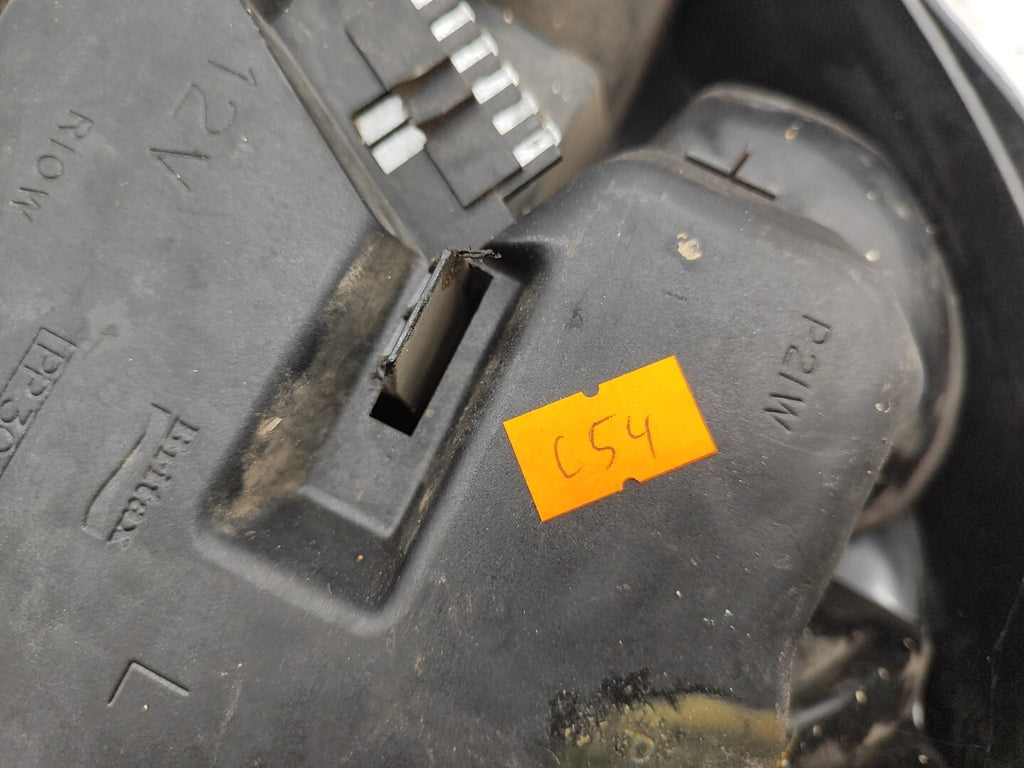 12V
R10W
[PP30
Britax
L
C54
P21W